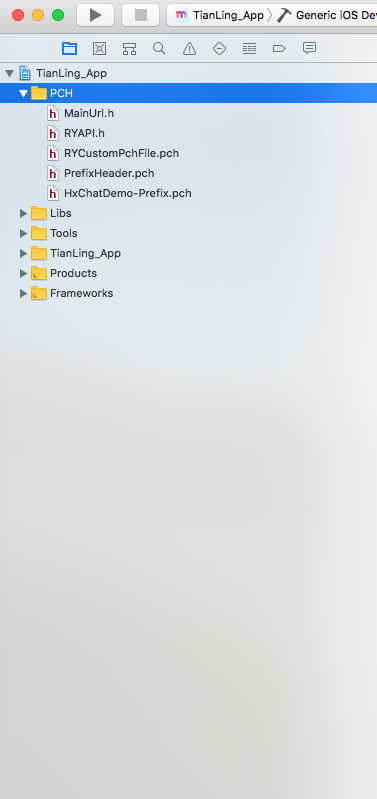 TianLing_App Generic iOS De
TianLing_App
PCH
MainUrl.h
RYAPI.h
RYCustomPchFile.pch
PrefixHeader.pch
HxChatDemo-Prefix.pch
Libs
Tools
TianLing_App
Products
Frameworks